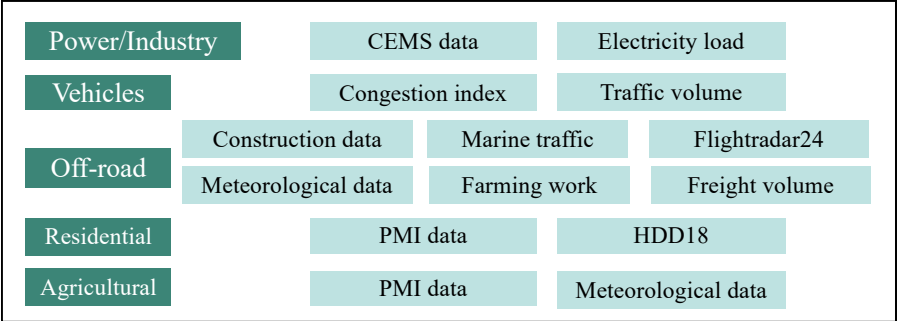 Power/Industry CEMS data Electricity load
Vehicles Congestion index Traffic volume
Construction data Marine traffic Flightradar24
Off-road
Meteorological data Farming work Freight volume
Residential PMI data HDD18
Agricultural PMI data Meteorological data